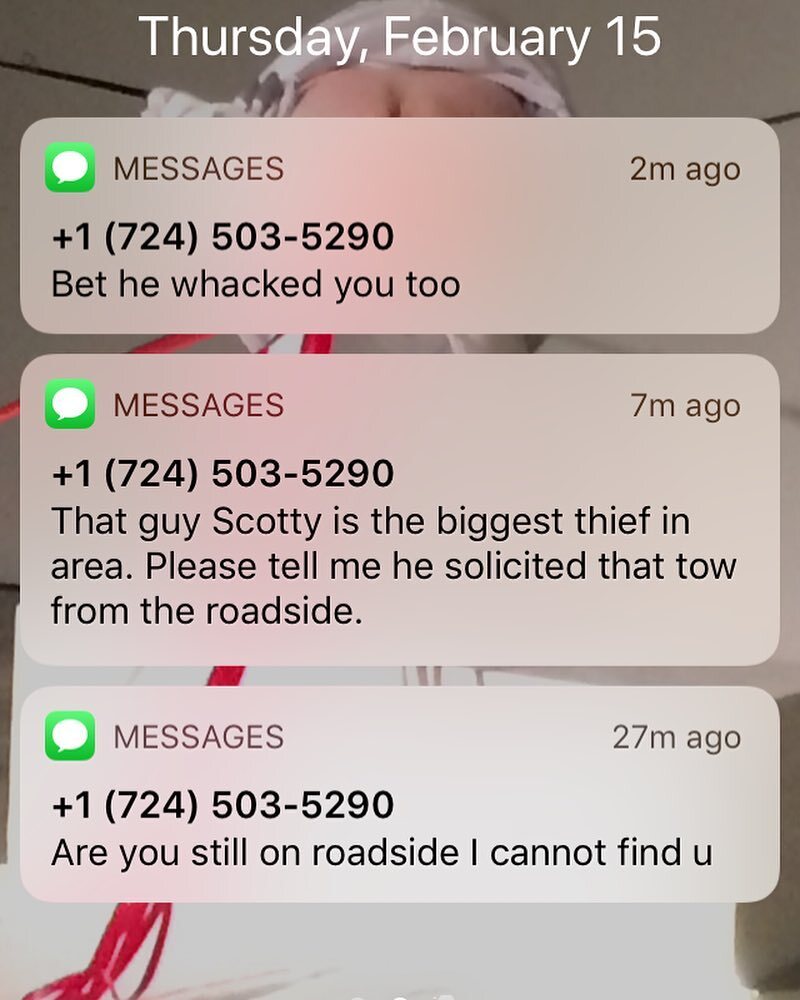 Thursday, February 15
MESSAGES 2m ago
+1 (724) 503-5290
Bet he whacked you too
MESSAGES 7m ago
+1 (724) 503-5290
That guy Scotty is the biggest thief in
area. Please tell me he solicited that tow
from the roadside.
MESSAGES 27m ago
+1 (724) 503-5290
Are you still on roadside I cannot find u